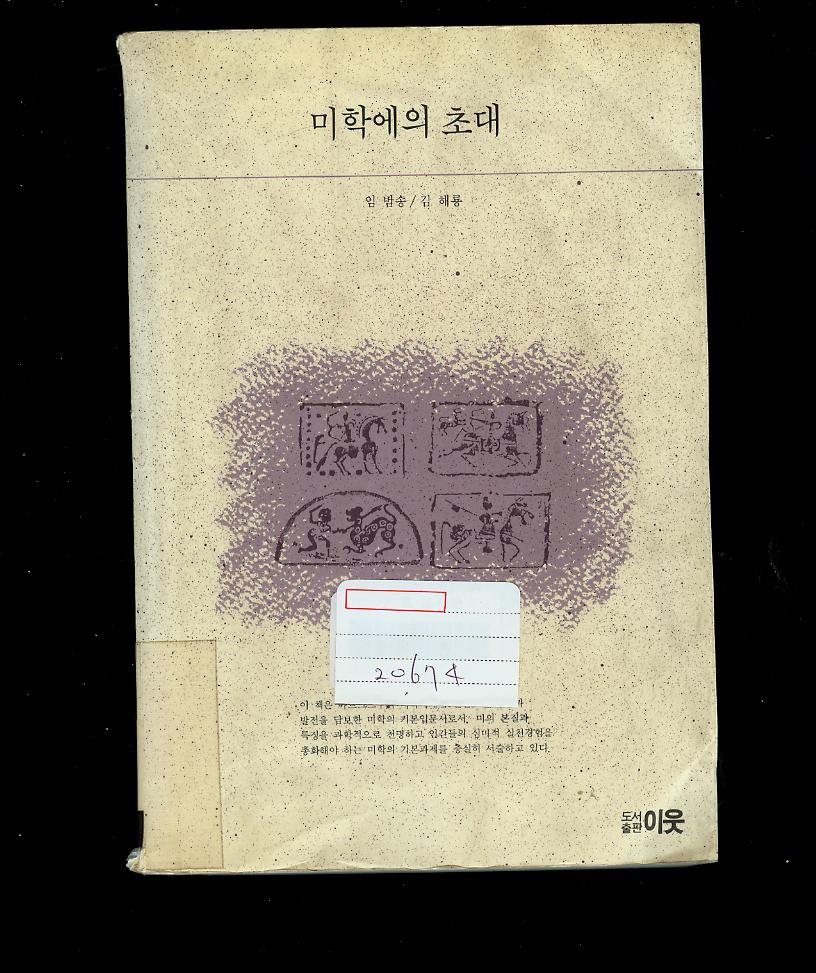 미학에의 초대
임 범송 / 김 해룡
20674
이 책은
발전을 담보한 미학의 기본입문서로서, 미의 본질과
특징을 과학적으로 천명하고 인간들의 심미적 실천경험을
총화해야 하는 미학의 기본과제를 충실히 서술하고 있다.
도서
출판 이웃